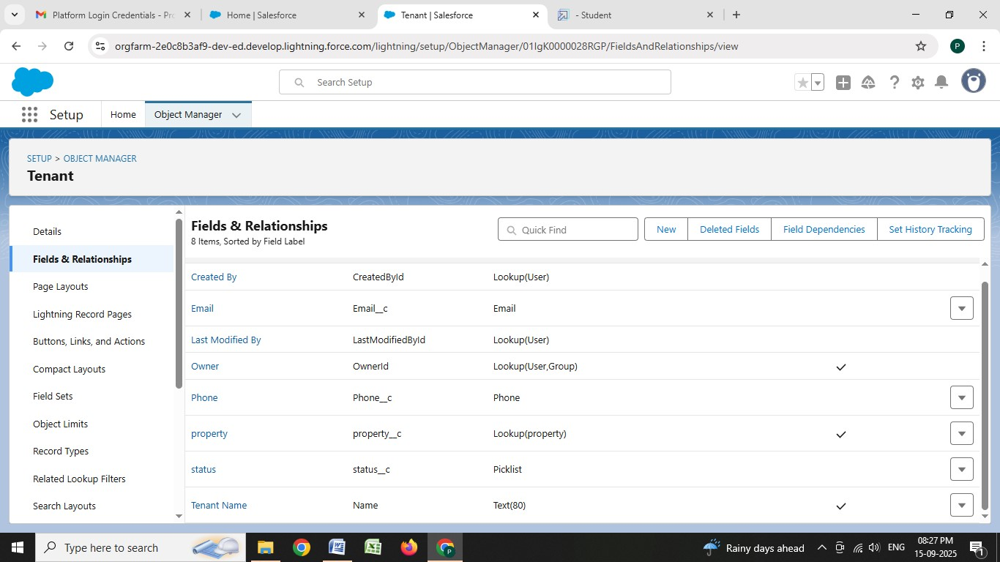 Platform Login Credentials - Pr
Home | Salesforce
Tenant | Salesforce
- Student
orgfarm-2e0c8b3af9-dev-ed.develop.lightning.force.com/lightning/setup/ObjectManager/01IgK0000028RGP/FieldsAndRelationships/view
P
Search Setup
Setup
Home
Object Manager
SETUP > OBJECT MANAGER
Tenant
Details
Fields & Relationships
Page Layouts
Lightning Record Pages
Buttons, Links, and Actions
Compact Layouts
Field Sets
Object Limits
Record Types
Related Lookup Filters
Search Layouts
Fields & Relationships
8 Items, Sorted by Field Label
Quick Find
New
Deleted Fields
Field Dependencies
Set History Tracking
Created By CreatedById Lookup(User)
Email Email__c Email
Last Modified By LastModifiedById Lookup(User)
Owner OwnerId Lookup(User,Group)
Phone Phone__c Phone
property property__c Lookup(property)
status status__c Picklist
Tenant Name Name Text(80)
Type here to search
Rainy days ahead
ENG
08:27 PM
15-09-2025
1